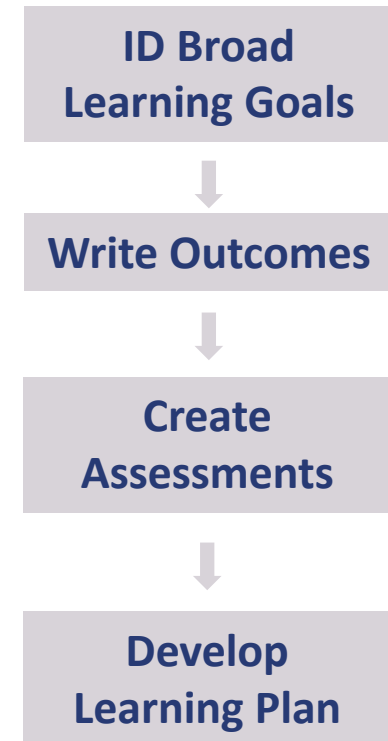 ID Broad
Learning Goals
Write Outcomes
Create
Assessments
Develop
Learning Plan